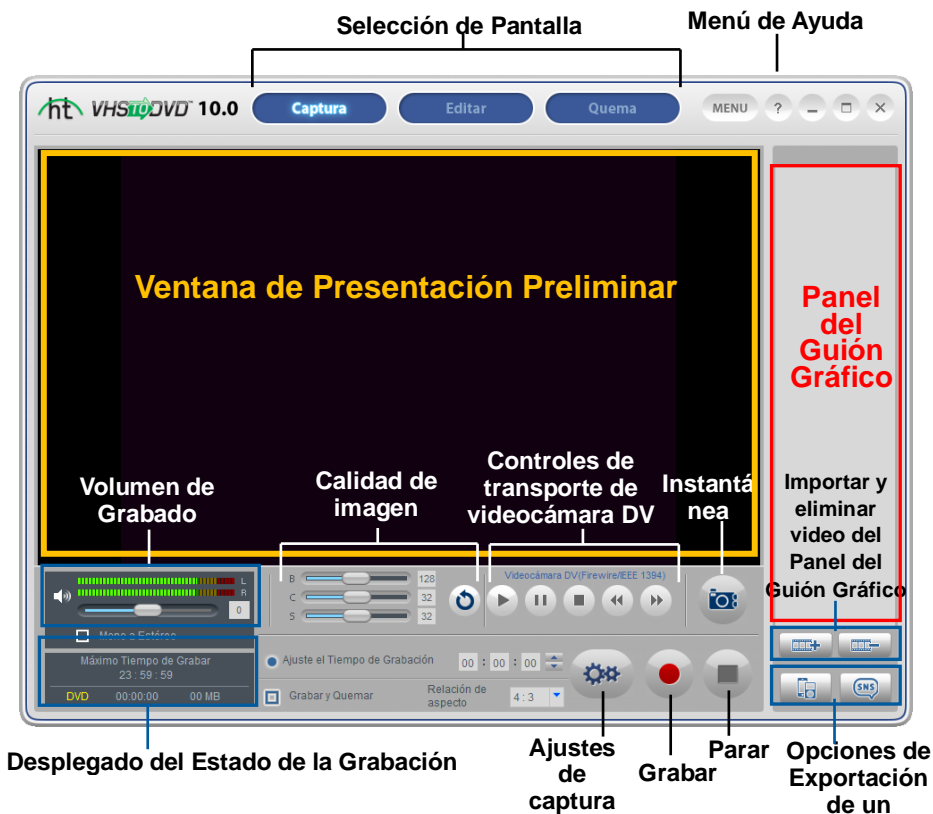 Selección de Pantalla
Menú de Ayuda
ht VHSTODVD™ 10.0
Captura
Editar
Quema
MENU
?
Ventana de Presentación Preliminar
Panel
del
Guión
Gráfico
Volumen de
Grabado
Calidad de
imagen
Controles de
transporte de
videocámara DV
Instantá
nea
Importar y
eliminar
video del
Panel del
Guión Gráfico
L
R
0
Mono a Estéreo
B 128
C 32
S 32
Videocámara DV(Firewire/IEEE 1394)
Máximo Tiempo de Grabar
23 : 59 : 59
DVD 00:00:00 00 MB
Ajuste el Tiempo de Grabación 00 : 00 : 00
Grabar y Quemar
Relación de
aspecto
4 : 3
SNS
Desplegado del Estado de la Grabación
Ajustes
de
captura
Grabar
Parar
Opciones de
Exportación
de un